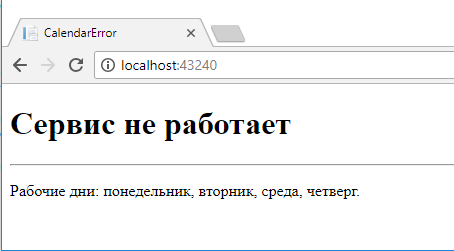 CalendarError
localhost:43240
Сервис не работает
Рабочие дни: понедельник, вторник, среда, четверг.